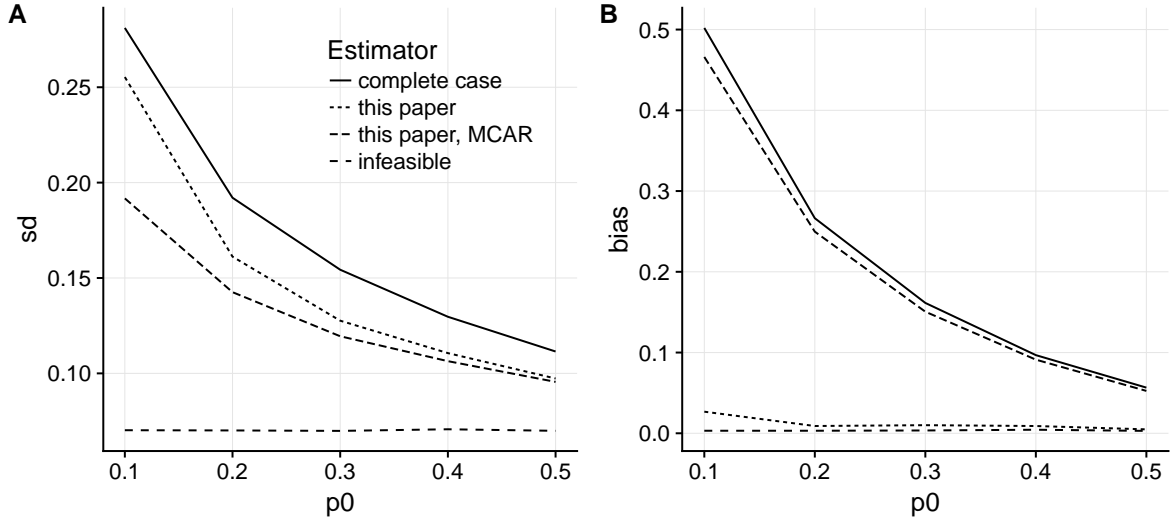 A
Estimator
complete case
this paper
this paper, MCAR
infeasible
0.25
0.20
0.15
0.10
sd
0.1 0.2 0.3 0.4 0.5
p0
B
0.5
0.4
0.3
0.2
0.1
0.0
bias
0.1 0.2 0.3 0.4 0.5
p0